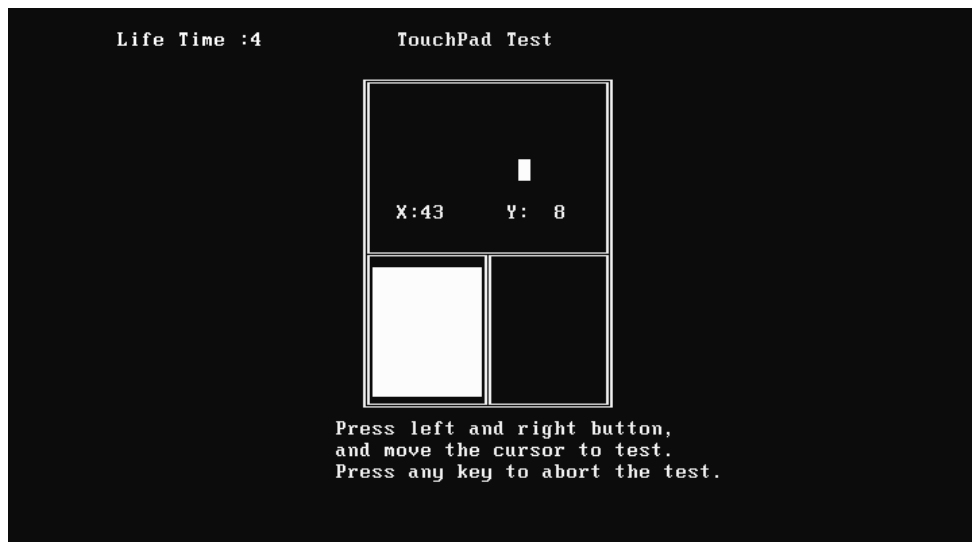 Life Time :4 TouchPad Test
X:43 Y: 8
Press left and right button,
and move the cursor to test.
Press any key to abort the test.